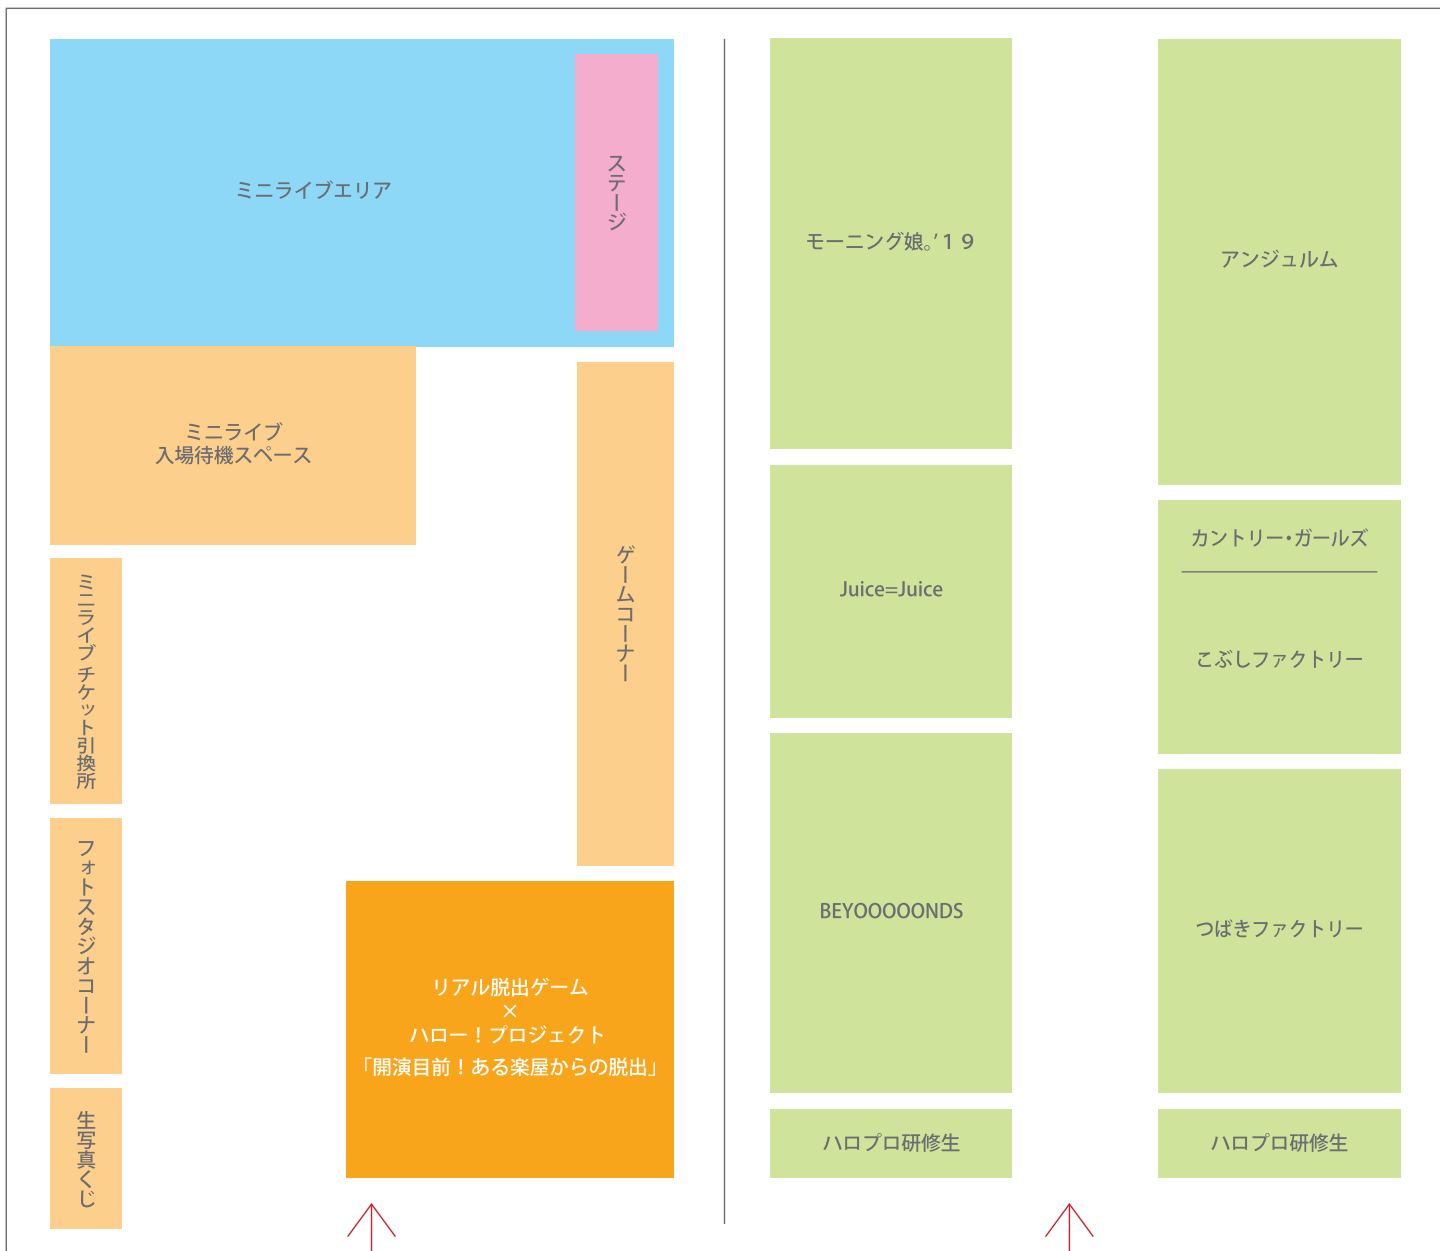 ミニライブエリア
ステージ
ミニライブ
入場待機スペース
ゲームコーナー
ミニライブチケット引換所
フォトスタジオコーナー
生写真くじ
リアル脱出ゲーム
×
ハロー！プロジェクト
「開演目前！ある楽屋からの脱出」
モーニング娘。’１９
Juice=Juice
BEYOOOOONDS
ハロプロ研修生
アンジュルム
カントリー・ガールズ
こぶしファクトリー
つばきファクトリー
ハロプロ研修生